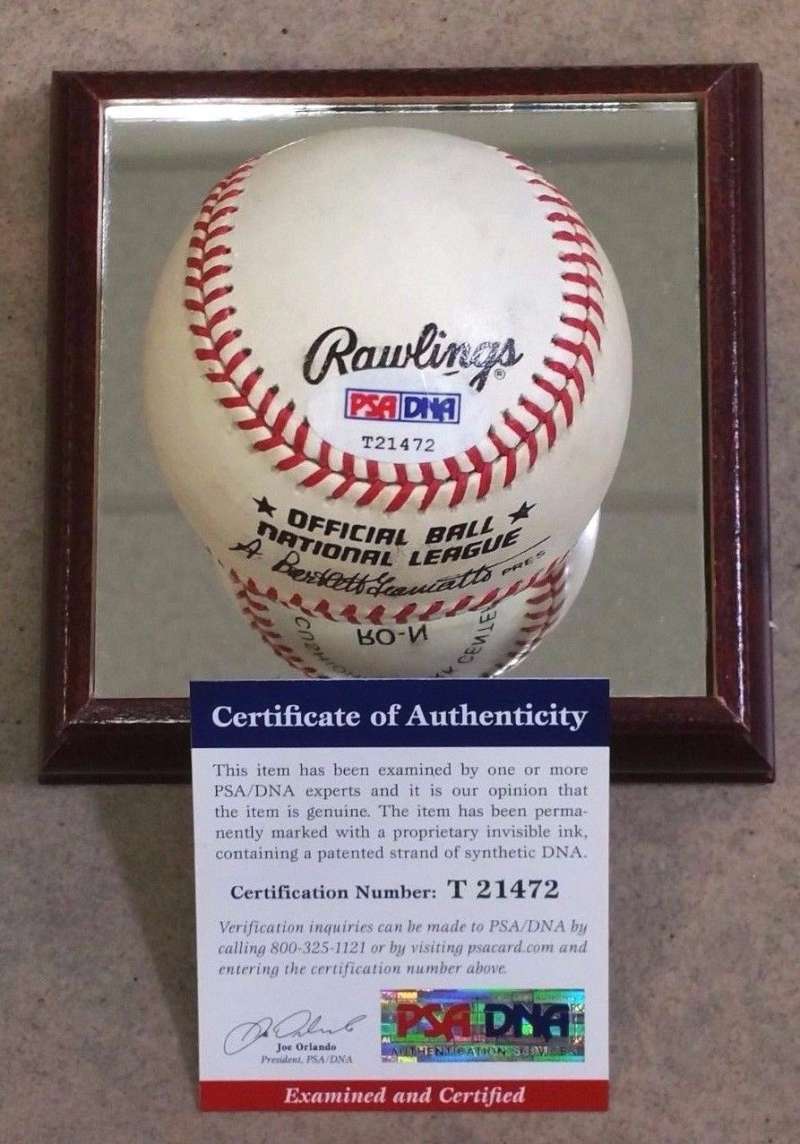 Rawlings®
PSA DNA
T21472
★ OFFICIAL BALL ★
NATIONAL LEAGUE
A Bartlett Giamatti PRES
RO-N
CUSHION CENTE
Certificate of Authenticity
This item has been examined by one or more
PSA/DNA experts and it is our opinion that
the item is genuine. The item has been perma-
nently marked with a proprietary invisible ink,
containing a patented strand of synthetic DNA.
Certification Number: T 21472
Verification inquiries can be made to PSA/DNA by
calling 800-325-1121 or by visiting psacard.com and
entering the certification number above.
Joe Orlando
President, PSA/DNA
PSA DNA
AUTHENTICATION SERVICES
Examined and Certified